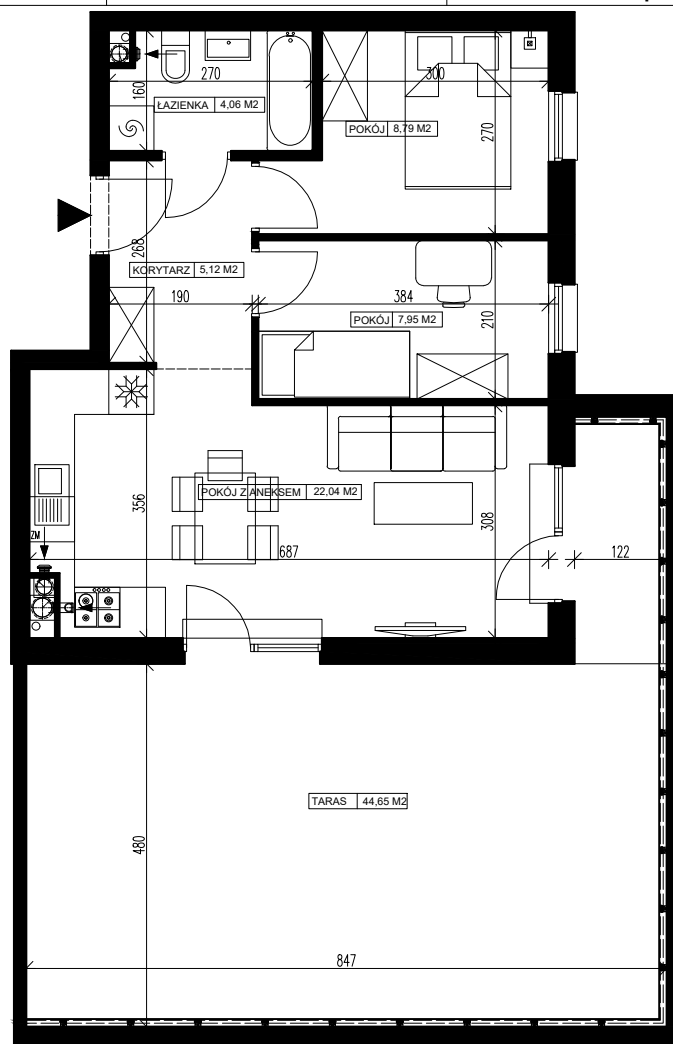 270
300
160
ŁAZIENKA 4,06 M2
POKÓJ 8,79 M2
270
268
KORYTARZ 5,12 M2
190
384
POKÓJ 7,95 M2
210
POKÓJ Z ANEKSEM 22,04 M2
356
308
ZM
687
122
TARAS 44,65 M2
480
847